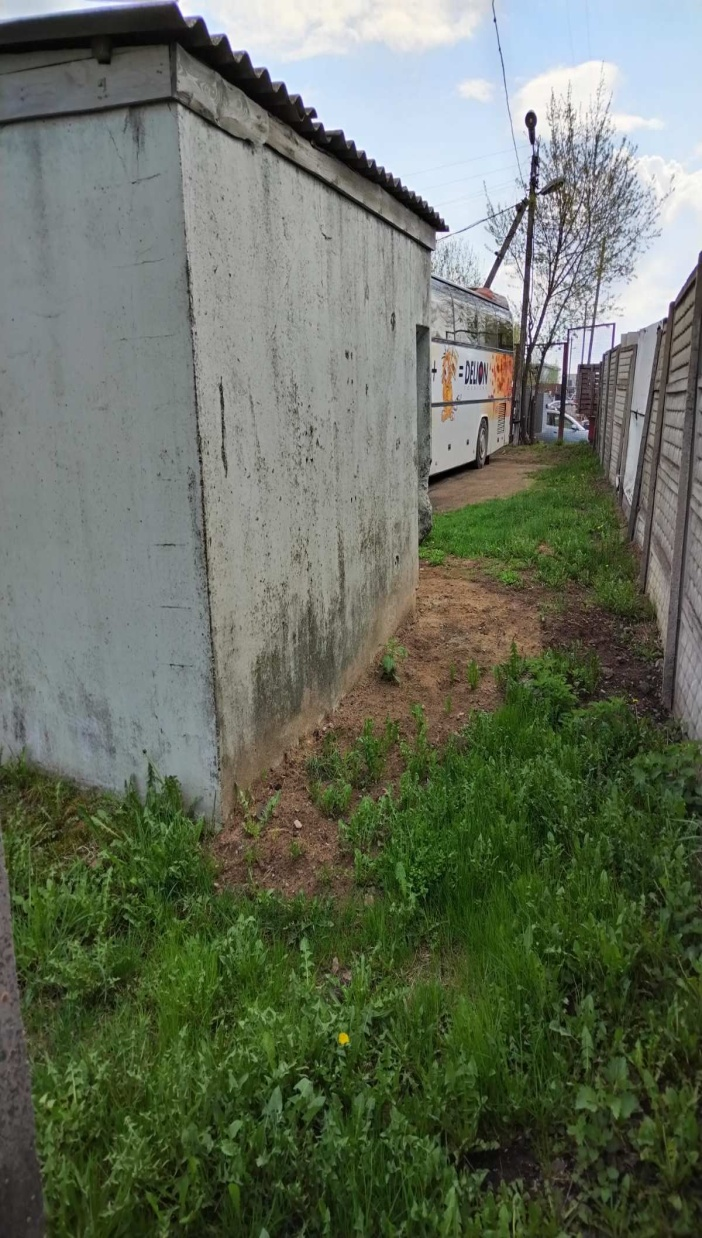 + = DELION